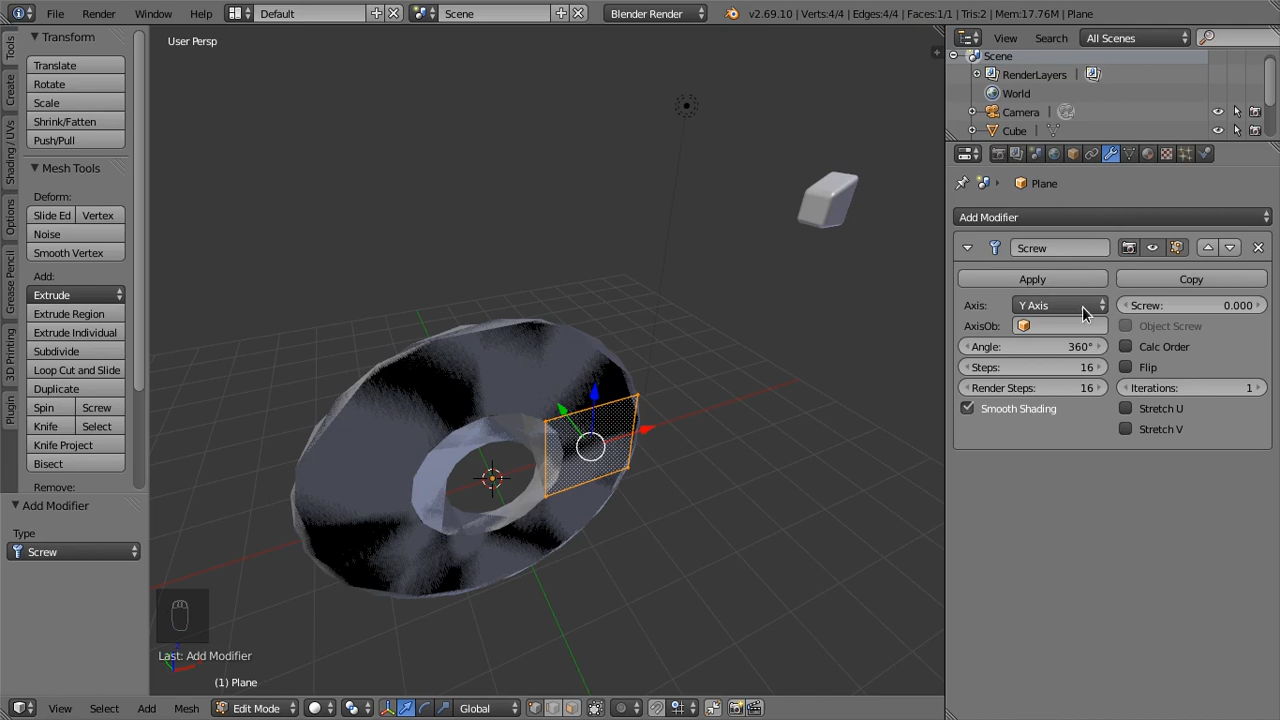 File Render Window Help Default Scene Blender Render v2.69.10 | Verts:4/4 | Edges:4/4 | Faces:1/1 | Tris:2 | Mem:17.76M | Plane
Tools
Create
Shading / UVs
Options
Grease Pencil
3D Printing
Plugin
Transform
Translate
Rotate
Scale
Shrink/Fatten
Push/Pull
Mesh Tools
Deform:
Slide Ed Vertex
Noise
Smooth Vertex
Add:
Extrude
Extrude Region
Extrude Individual
Subdivide
Loop Cut and Slide
Duplicate
Spin Screw
Knife Select
Knife Project
Bisect
Remove:
Add Modifier
Type
Screw
User Persp
Last: Add Modifier
(1) Plane
View Select Add Mesh Edit Mode Global
View Search All Scenes
Scene
RenderLayers
World
Camera
Cube
Plane
Add Modifier
Screw
Apply Copy
Axis: Y Axis Screw: 0.000
AxisOb: Object Screw
Angle: 360° Calc Order
Steps: 16 Flip
Render Steps: 16 Iterations: 1
Smooth Shading Stretch U
Stretch V